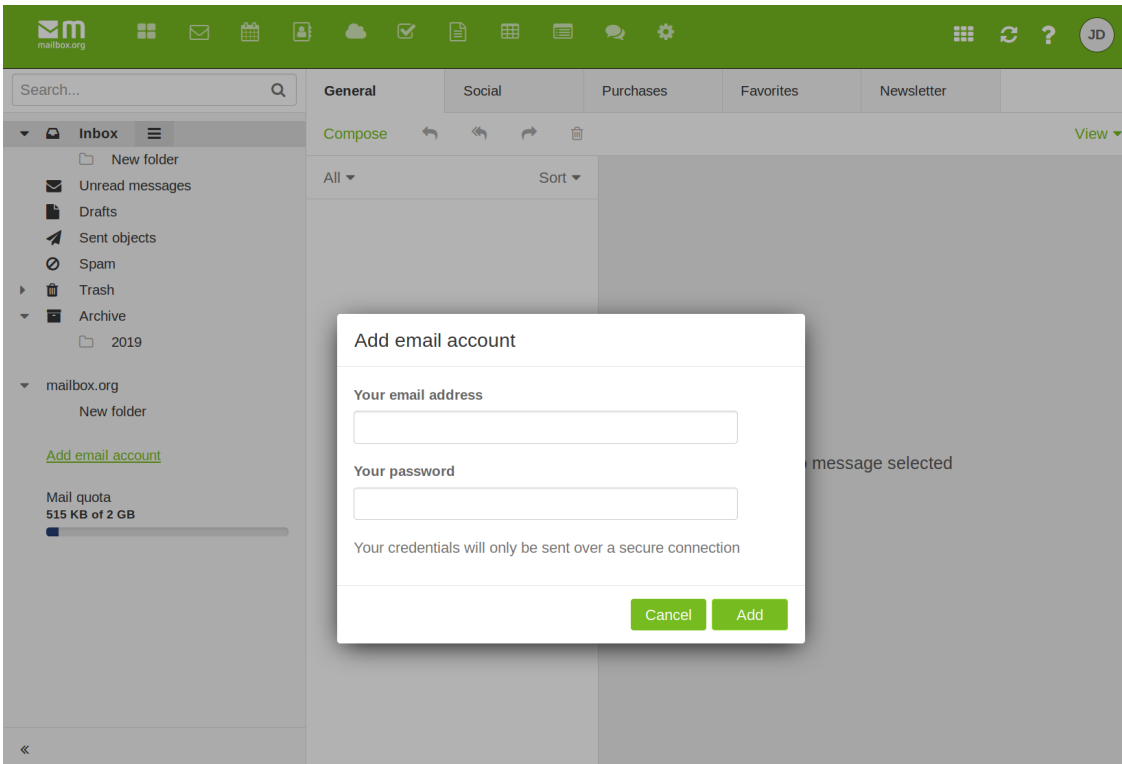 mailbox.org
JD
Search...
General Social Purchases Favorites Newsletter
Inbox
New folder
Unread messages
Drafts
Sent objects
Spam
Trash
Archive
2019
mailbox.org
New folder
Add email account
Mail quota
515 KB of 2 GB
Compose
View
All Sort
message selected
Add email account
Your email address
Your password
Your credentials will only be sent over a secure connection
Cancel Add